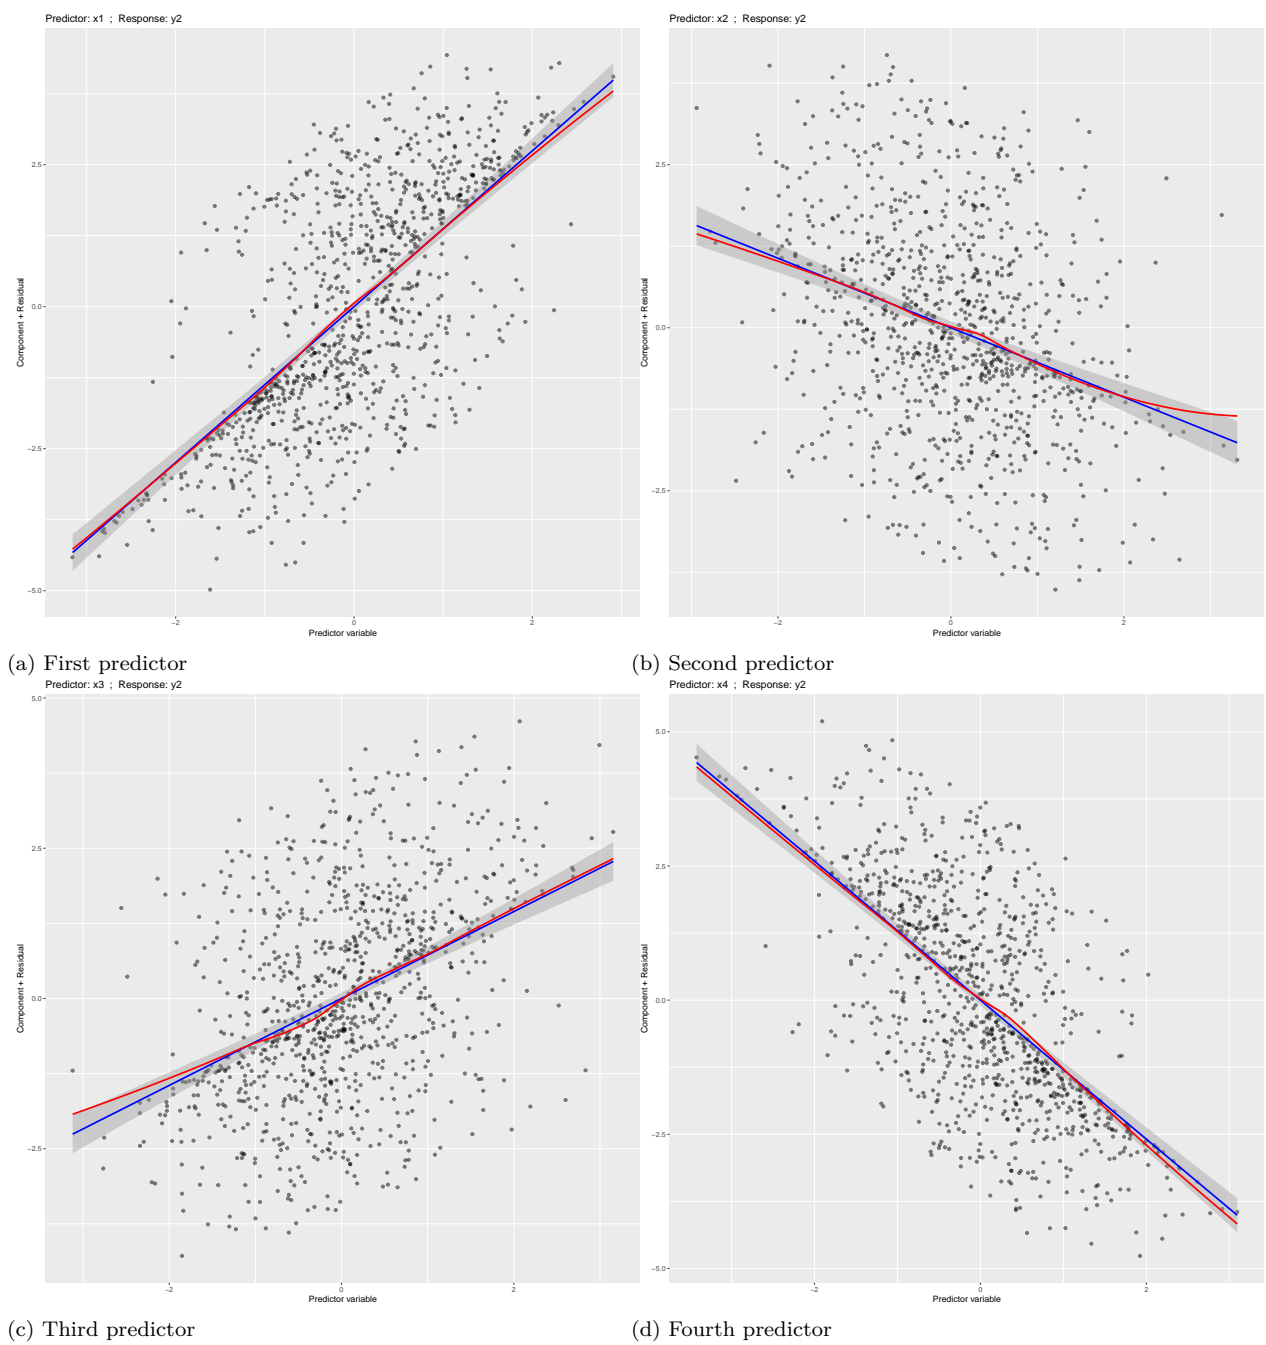 Predictor: x1 ; Response: y2
Component + Residual
2.5
0.0
−2.5
−5.0
−2
0
2
Predictor variable
(a) First predictor
Predictor: x2 ; Response: y2
Component + Residual
2.5
0.0
−2.5
−2
0
2
Predictor variable
(b) Second predictor
Predictor: x3 ; Response: y2
Component + Residual
5.0
2.5
0.0
−2.5
−2
0
2
Predictor variable
(c) Third predictor
Predictor: x4 ; Response: y2
Component + Residual
5.0
2.5
0.0
−2.5
−5.0
−2
0
2
Predictor variable
(d) Fourth predictor